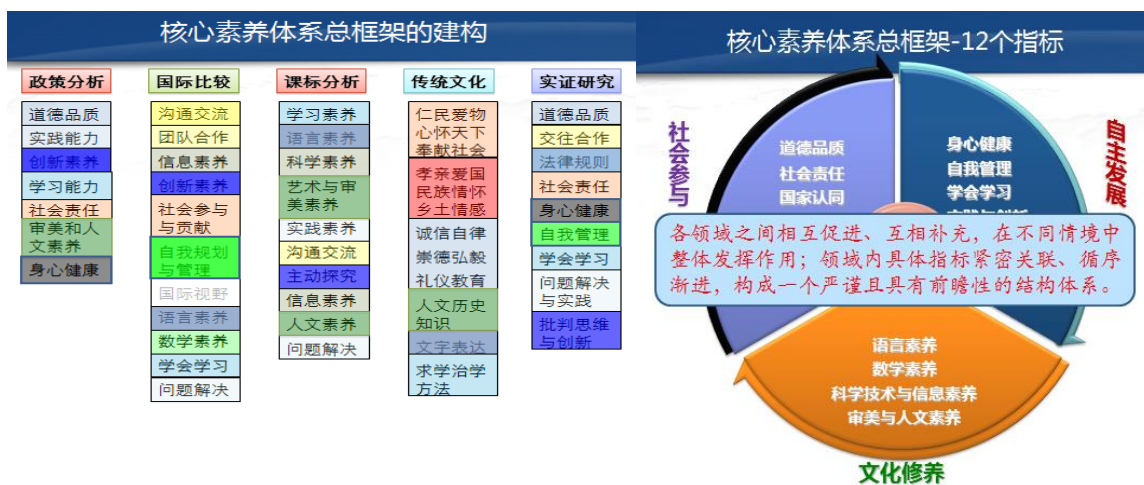 核心素养体系总框架的建构
政策分析
道德品质
实践能力
创新素养
学习能力
社会责任
审美和人
文素养
身心健康
国际比较
沟通交流
团队合作
信息素养
创新素养
社会参与
与贡献
自我规划
与管理
国际视野
语言素养
数学素养
学会学习
问题解决
课标分析
学习素养
语言素养
科学素养
艺术与审
美素养
实践素养
沟通交流
主动探究
信息素养
人文素养
问题解决
传统文化
仁民爱物
心怀天下
奉献社会
孝亲爱国
民族情怀
乡土情感
诚信自律
崇德弘毅
礼仪教育
人文历史
知识
文字表达
求学治学
方法
实证研究
道德品质
交往合作
法律规则
社会责任
身心健康
自我管理
学会学习
问题解决
与实践
批判思维
与创新
核心素养体系总框架-12个指标
社会参与
道德品质
社会责任
国家认同
自主发展
身心健康
自我管理
学会学习
各领域之间相互促进、互相补充，在不同情境中
整体发挥作用；领域内具体指标紧密关联、循序
渐进，构成一个严谨且具有前瞻性的结构体系。
语言素养
数学素养
科学技术与信息素养
审美与人文素养
文化修养